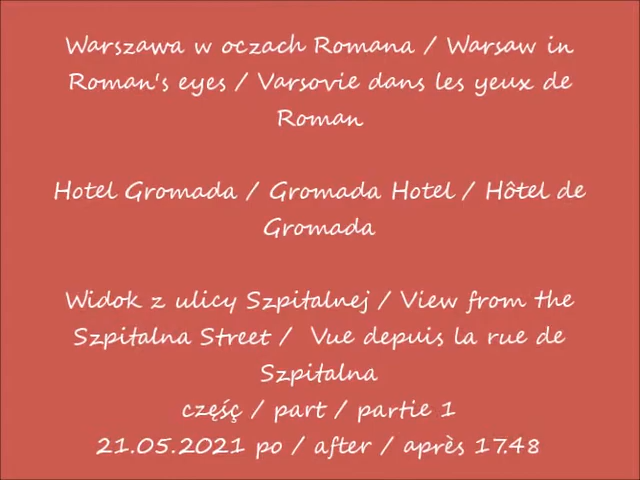 Warszawa w oczach Romana / Warsaw in
Roman's eyes / Varsovie dans les yeux de
Roman
Hotel Gromada / Gromada Hotel / Hôtel de
Gromada
Widok z ulicy Szpitalnej / View from the
Szpitalna Street / Vue depuis la rue de
Szpitalna
częśç / part / partie 1
21.05.2021 po / after / après 17.48